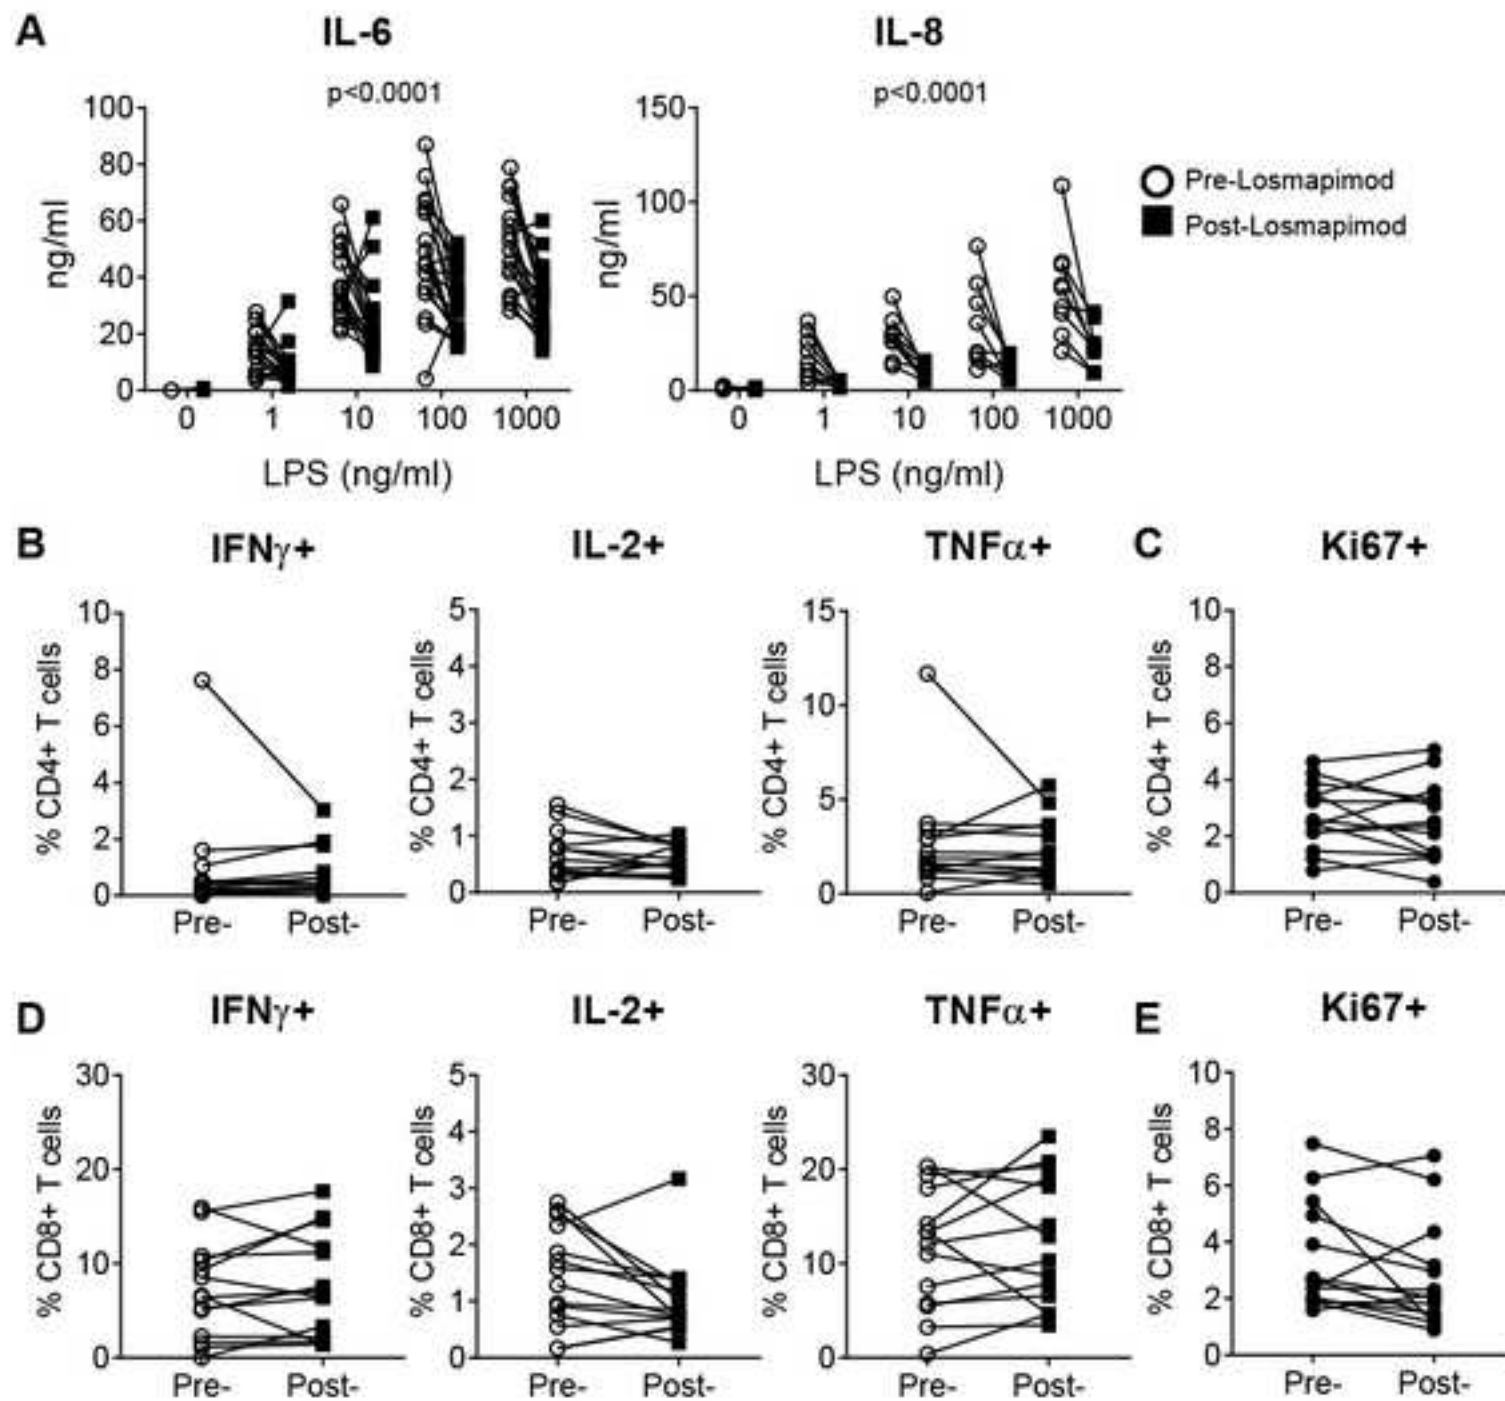 A
IL-6
IL-8
p<0.0001
p<0.0001
100
80
60
40
20
0
ng/ml
0 1 10 100 1000
LPS (ng/ml)
150
100
50
0
ng/ml
0 1 10 100 1000
LPS (ng/ml)
Pre-Losmapimod
Post-Losmapimod
B
IFNγ+
10
8
6
4
2
0
% CD4+ T cells
Pre- Post-
IL-2+
5
4
3
2
1
0
% CD4+ T cells
Pre- Post-
TNFα+
15
10
5
0
% CD4+ T cells
Pre- Post-
C
Ki67+
10
8
6
4
2
0
% CD4+ T cells
Pre- Post-
D
IFNγ+
30
20
10
0
% CD8+ T cells
Pre- Post-
IL-2+
5
4
3
2
1
0
% CD8+ T cells
Pre- Post-
TNFα+
30
20
10
0
% CD8+ T cells
Pre- Post-
E
Ki67+
10
8
6
4
2
0
% CD8+ T cells
Pre- Post-